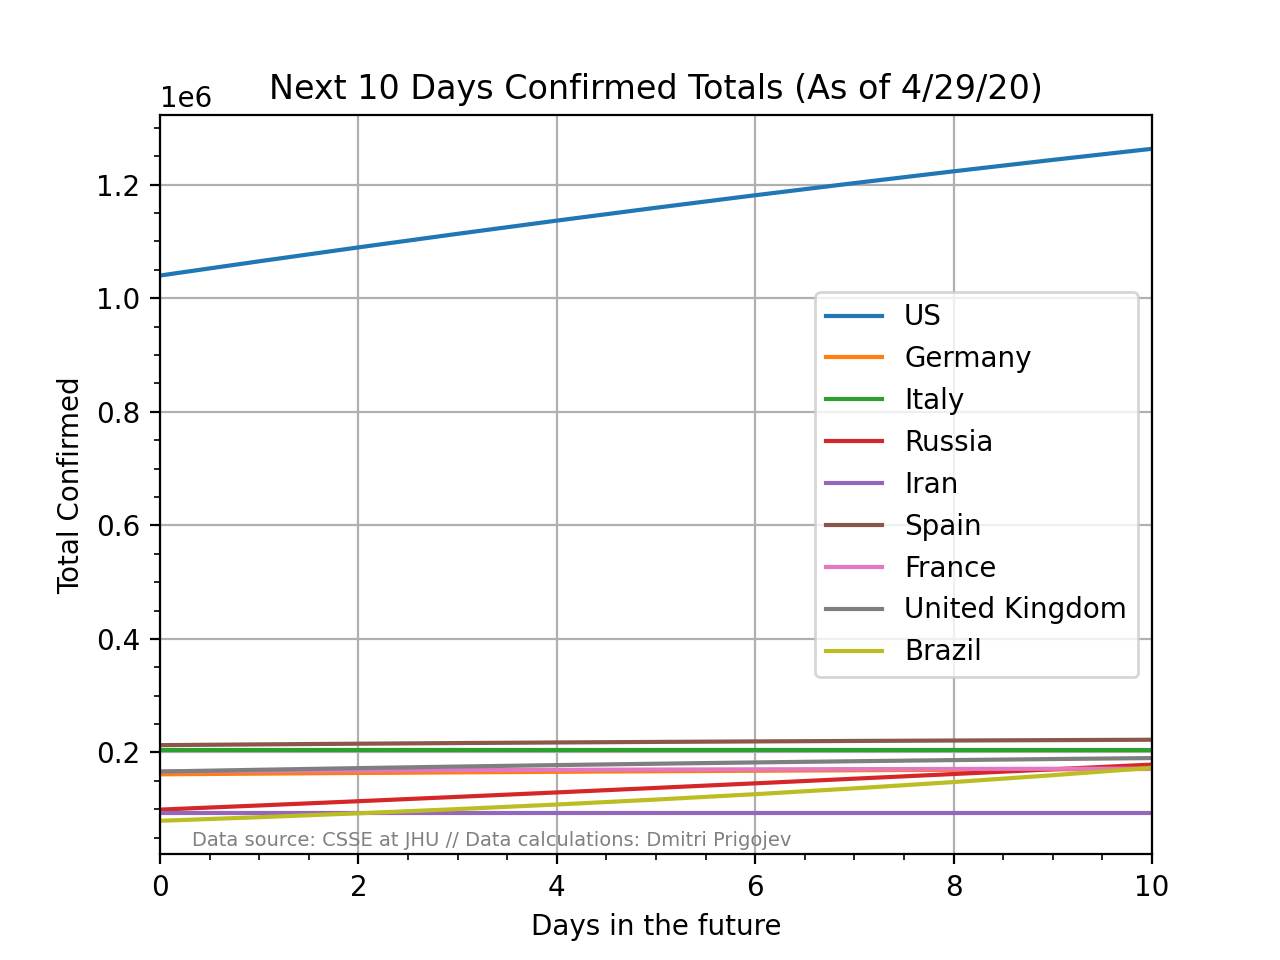 Next 10 Days Confirmed Totals (As of 4/29/20)
1e6
1.2
1.0
0.8
0.6
0.4
0.2
Total Confirmed
US
Germany
Italy
Russia
Iran
Spain
France
United Kingdom
Brazil
Data source: CSSE at JHU // Data calculations: Dmitri Prigojev
0 2 4 6 8 10
Days in the future